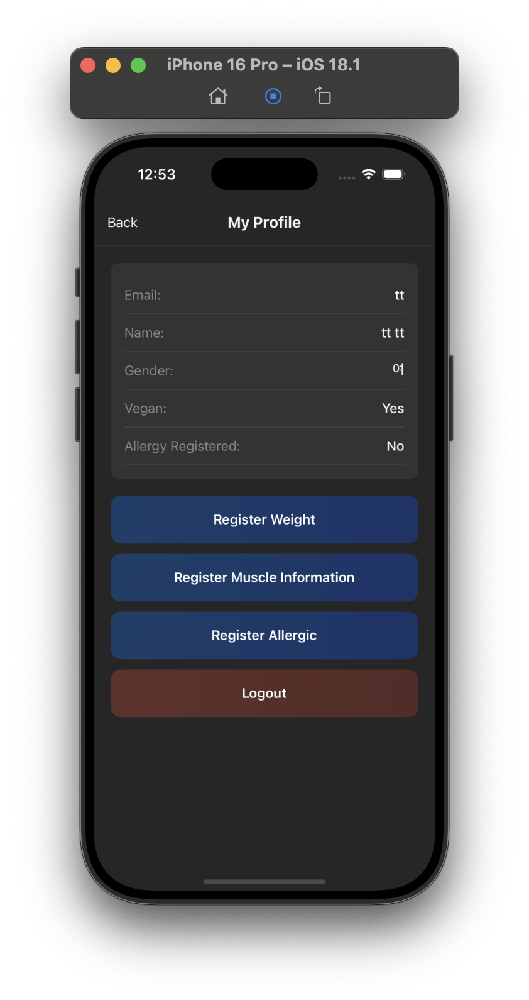 iPhone 16 Pro – iOS 18.1
12:53
Back My Profile
Email: tt
Name: tt tt
Gender: 여
Vegan: Yes
Allergy Registered: No
Register Weight
Register Muscle Information
Register Allergic
Logout